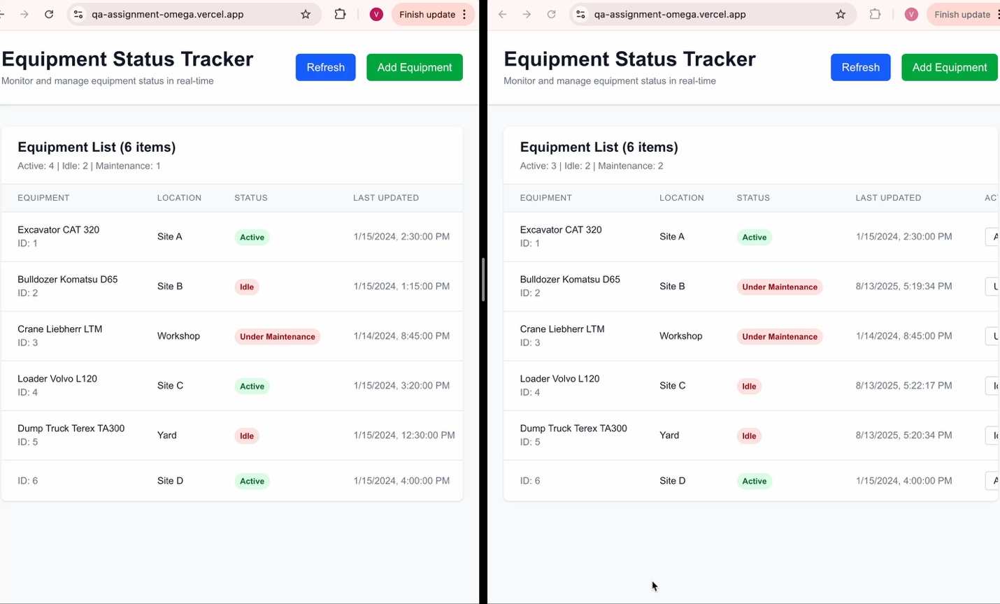 qa-assignment-omega.vercel.app
V
Finish update
Equipment Status Tracker
Monitor and manage equipment status in real-time
Refresh
Add Equipment
Equipment List (6 items)
Active: 4 | Idle: 2 | Maintenance: 1
EQUIPMENT LOCATION STATUS LAST UPDATED
Excavator CAT 320
ID: 1
Site A
Active
1/15/2024, 2:30:00 PM
Bulldozer Komatsu D65
ID: 2
Site B
Idle
1/15/2024, 1:15:00 PM
Crane Liebherr LTM
ID: 3
Workshop
Under Maintenance
1/14/2024, 8:45:00 PM
Loader Volvo L120
ID: 4
Site C
Active
1/15/2024, 3:20:00 PM
Dump Truck Terex TA300
ID: 5
Yard
Idle
1/15/2024, 12:30:00 PM
ID: 6
Site D
Active
1/15/2024, 4:00:00 PM
qa-assignment-omega.vercel.app
V
Finish update
Equipment Status Tracker
Monitor and manage equipment status in real-time
Refresh
Add Equipment
Equipment List (6 items)
Active: 3 | Idle: 2 | Maintenance: 2
EQUIPMENT LOCATION STATUS LAST UPDATED
Excavator CAT 320
ID: 1
Site A
Active
1/15/2024, 2:30:00 PM
Bulldozer Komatsu D65
ID: 2
Site B
Under Maintenance
8/13/2025, 5:19:34 PM
Crane Liebherr LTM
ID: 3
Workshop
Under Maintenance
1/14/2024, 8:45:00 PM
Loader Volvo L120
ID: 4
Site C
Idle
8/13/2025, 5:22:17 PM
Dump Truck Terex TA300
ID: 5
Yard
Idle
8/13/2025, 5:20:34 PM
ID: 6
Site D
Active
1/15/2024, 4:00:00 PM